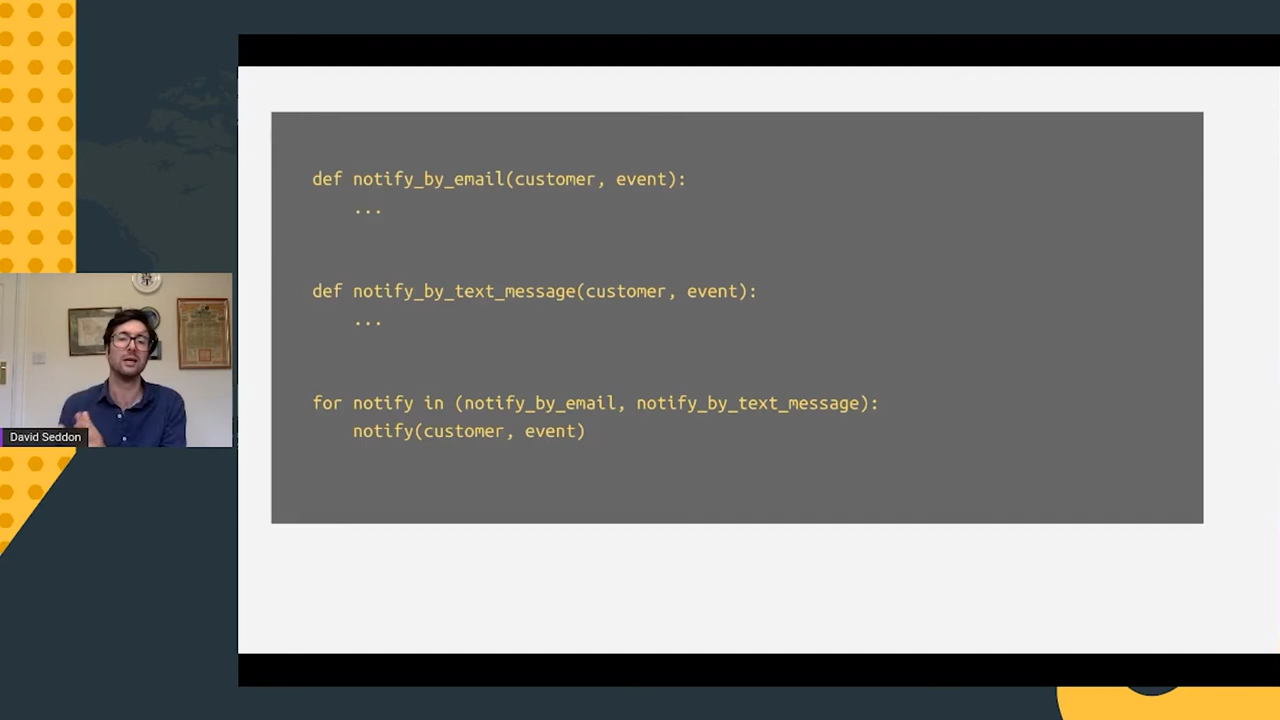 def notify_by_email(customer, event):
    ...
def notify_by_text_message(customer, event):
    ...
for notify in (notify_by_email, notify_by_text_message):
    notify(customer, event)
David Seddon